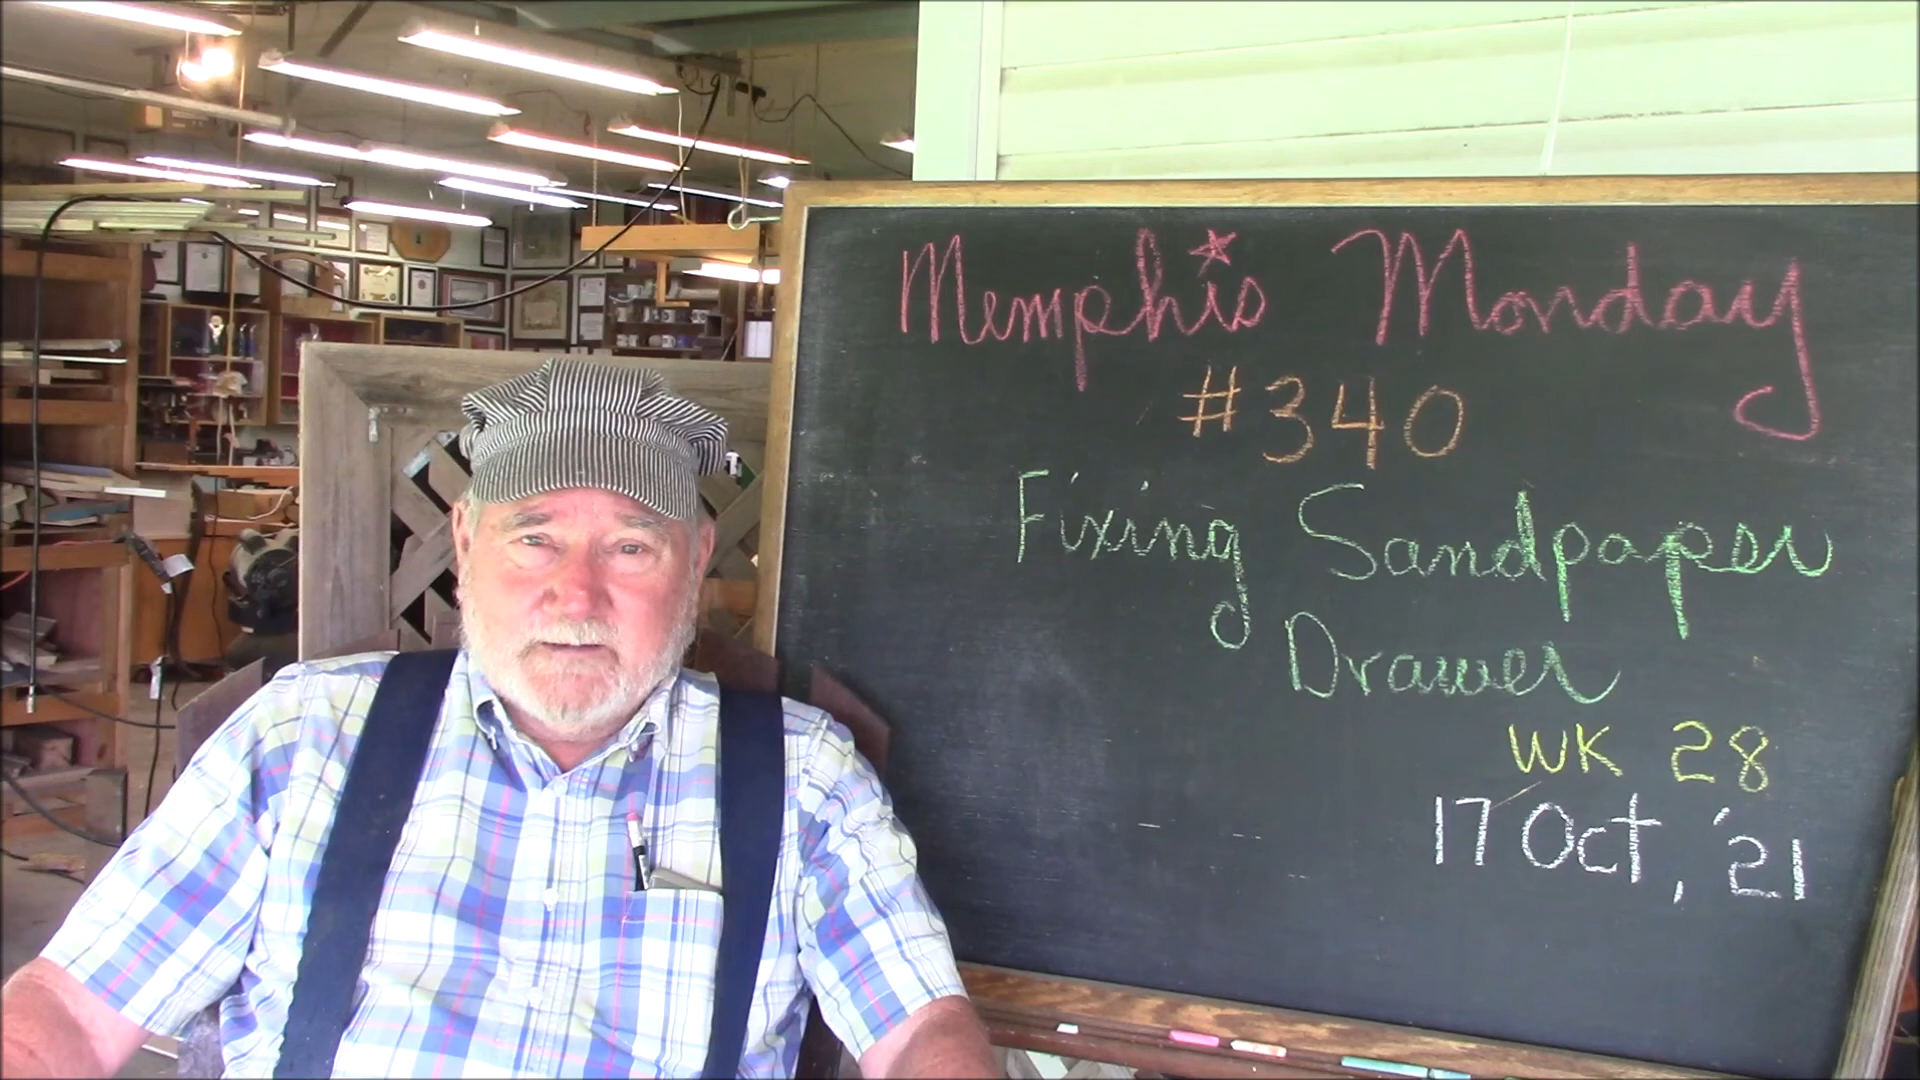 Memphis Monday
#340
Fixing Sandpaper
Drawer
WK 28
17 Oct, '21